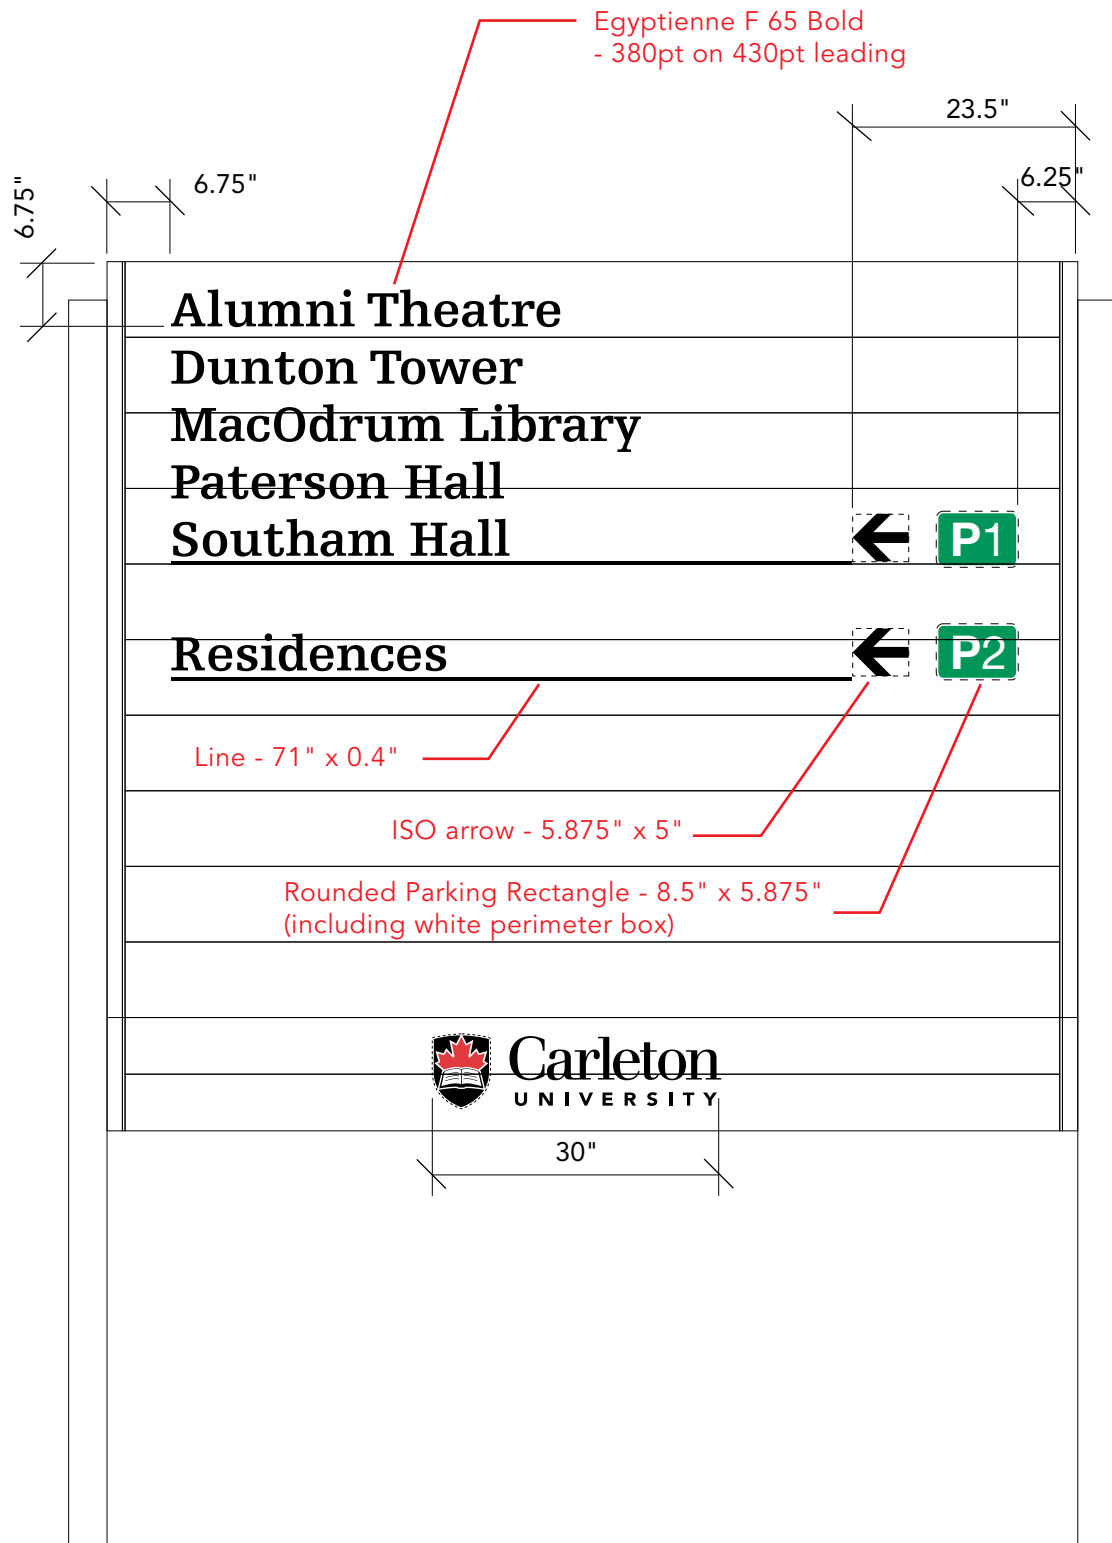 Egyptienne F 65 Bold
- 380pt on 430pt leading
23.5"
6.75"
6.75"
6.25"
Alumni Theatre
Dunton Tower
MacOdrum Library
Paterson Hall
Southam Hall
P1
Residences
P2
Line - 71" x 0.4"
ISO arrow - 5.875" x 5"
Rounded Parking Rectangle - 8.5" x 5.875"
(including white perimeter box)
Carleton
UNIVERSITY
30"